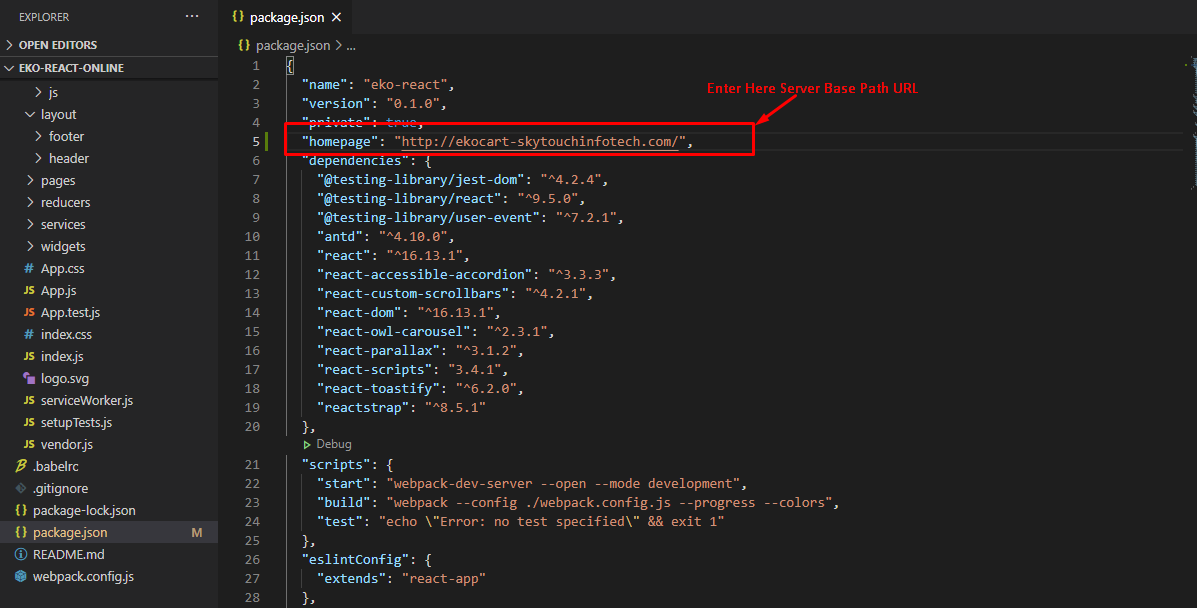 EXPLORER ···
OPEN EDITORS
EKO-REACT-ONLINE
js
layout
footer
header
pages
reducers
services
widgets
# App.css
JS App.js
JS App.test.js
# index.css
JS index.js
logo.svg
JS serviceWorker.js
JS setupTests.js
JS vendor.js
.babelrc
.gitignore
{} package-lock.json
{} package.json M
README.md
webpack.config.js
{} package.json ×
{} package.json > ...
Enter Here Server Base Path URL
1 {
2 "name": "eko-react",
3 "version": "0.1.0",
4 "private": true,
5 "homepage": "http://ekocart-skytouchinfotech.com/",
6 "dependencies": {
7 "@testing-library/jest-dom": "^4.2.4",
8 "@testing-library/react": "^9.5.0",
9 "@testing-library/user-event": "^7.2.1",
10 "antd": "^4.10.0",
11 "react": "^16.13.1",
12 "react-accessible-accordion": "^3.3.3",
13 "react-custom-scrollbars": "^4.2.1",
14 "react-dom": "^16.13.1",
15 "react-owl-carousel": "^2.3.1",
16 "react-parallax": "^3.1.2",
17 "react-scripts": "3.4.1",
18 "react-toastify": "^6.2.0",
19 "reactstrap": "^8.5.1"
20 },
Debug
21 "scripts": {
22 "start": "webpack-dev-server --open --mode development",
23 "build": "webpack --config ./webpack.config.js --progress --colors",
24 "test": "echo \"Error: no test specified\" && exit 1"
25 },
26 "eslintConfig": {
27 "extends": "react-app"
28 },